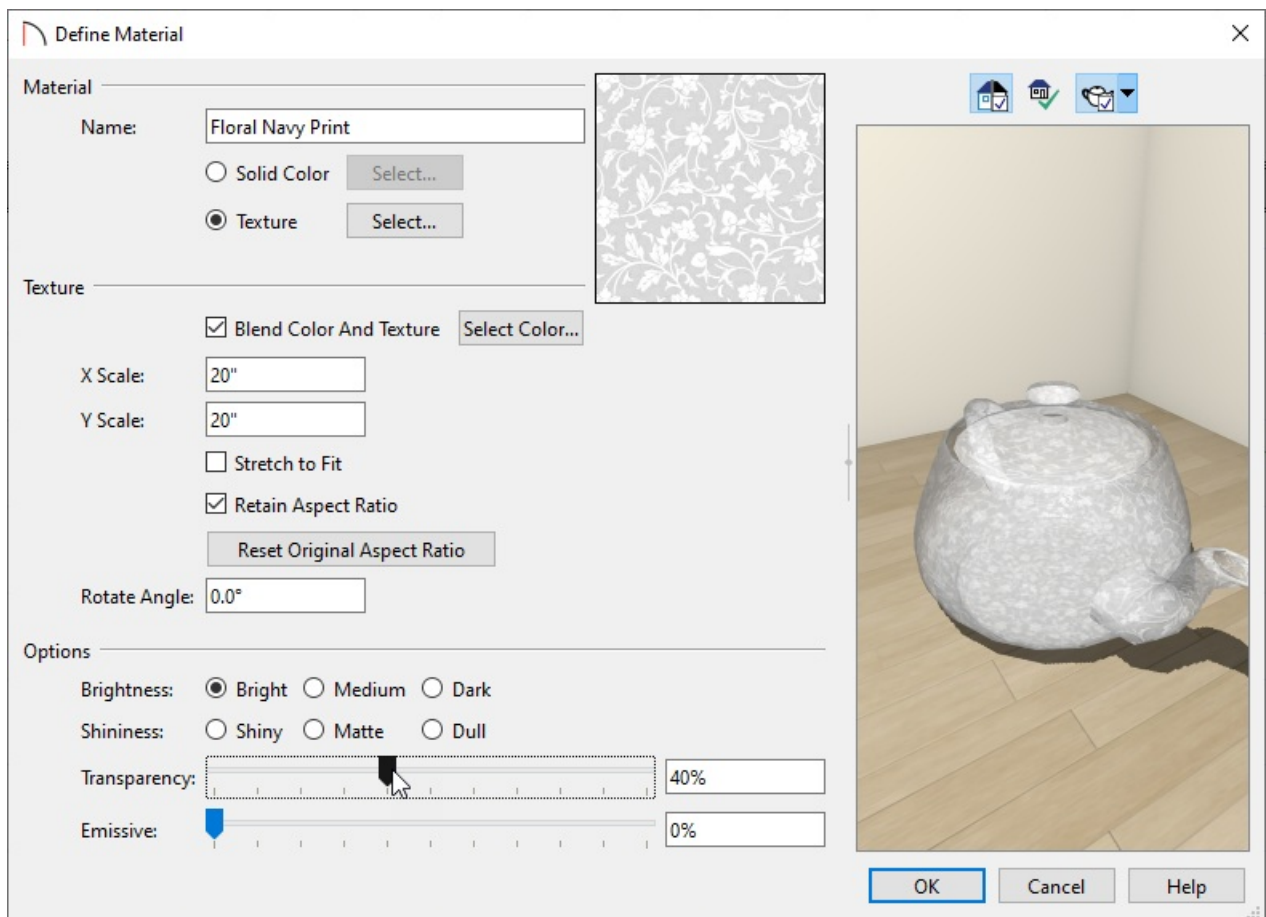 Define Material
Material
Name: Floral Navy Print
Solid Color Select...
Texture Select...
Texture
Blend Color And Texture Select Color...
X Scale: 20"
Y Scale: 20"
Stretch to Fit
Retain Aspect Ratio
Reset Original Aspect Ratio
Rotate Angle: 0.0°
Options
Brightness: Bright Medium Dark
Shininess: Shiny Matte Dull
Transparency: 40%
Emissive: 0%
OK Cancel Help